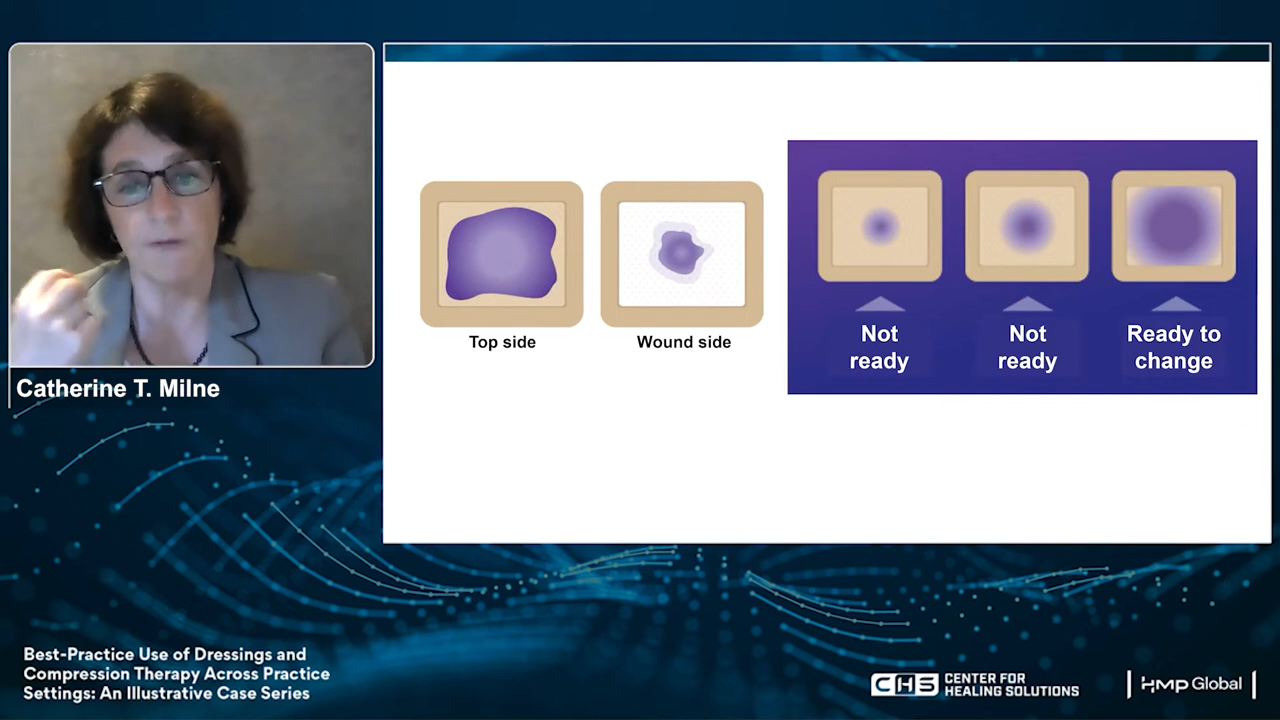 Top side
Wound side
Not
ready
Not
ready
Ready to
change
Catherine T. Milne
Best-Practice Use of Dressings and
Compression Therapy Across Practice
Settings: An Illustrative Case Series
CHS CENTER FOR
HEALING SOLUTIONS
HMP Global